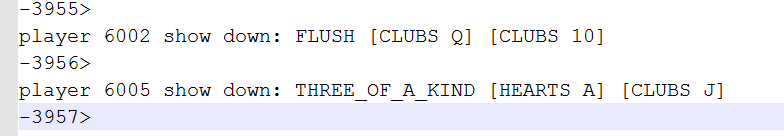 -3955>
player 6002 show down: FLUSH [CLUBS Q] [CLUBS 10]
-3956>
player 6005 show down: THREE_OF_A_KIND [HEARTS A] [CLUBS J]
-3957>